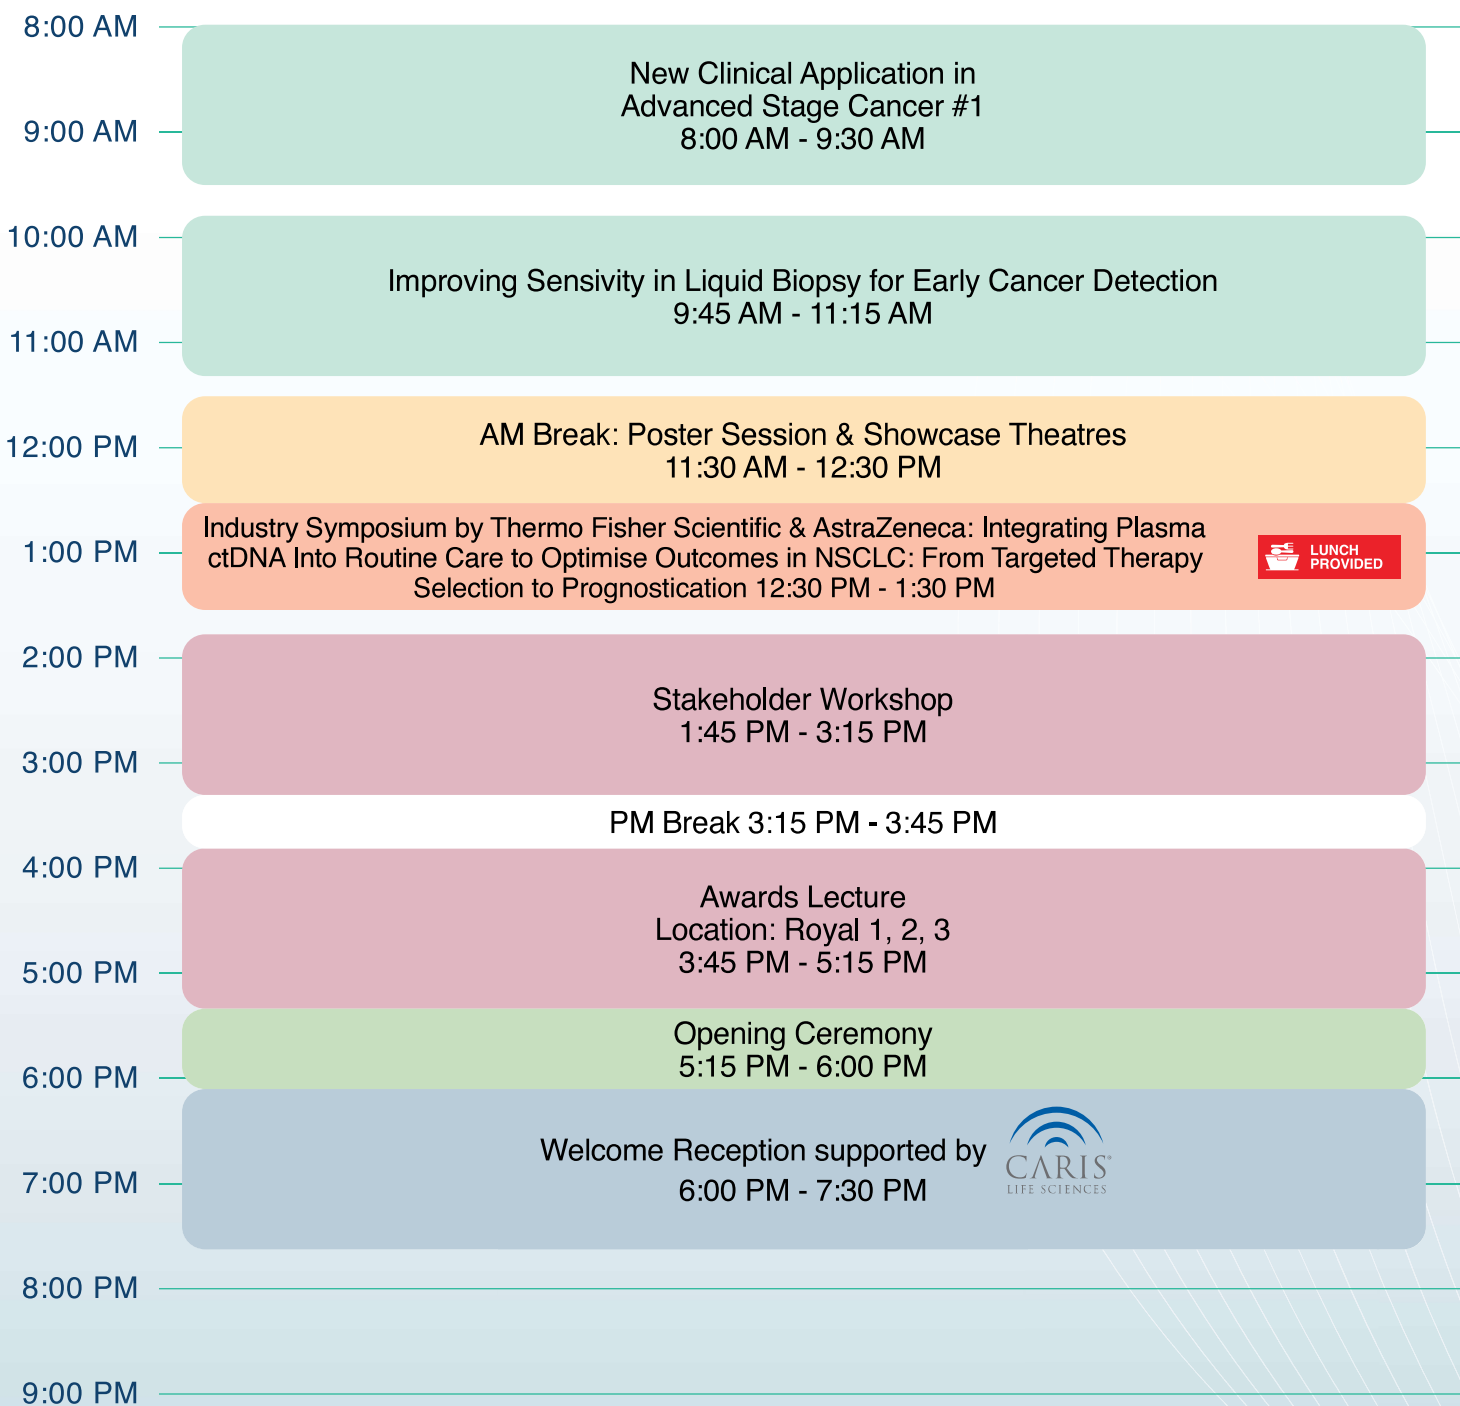 8:00 AM
New Clinical Application in
Advanced Stage Cancer #1
8:00 AM - 9:30 AM
9:00 AM
10:00 AM
Improving Sensivity in Liquid Biopsy for Early Cancer Detection
9:45 AM - 11:15 AM
11:00 AM
AM Break: Poster Session & Showcase Theatres
11:30 AM - 12:30 PM
12:00 PM
Industry Symposium by Thermo Fisher Scientific & AstraZeneca: Integrating Plasma
ctDNA Into Routine Care to Optimise Outcomes in NSCLC: From Targeted Therapy
Selection to Prognostication 12:30 PM - 1:30 PM
LUNCH
PROVIDED
1:00 PM
2:00 PM
Stakeholder Workshop
1:45 PM - 3:15 PM
3:00 PM
PM Break 3:15 PM - 3:45 PM
4:00 PM
Awards Lecture
Location: Royal 1, 2, 3
3:45 PM - 5:15 PM
5:00 PM
Opening Ceremony
5:15 PM - 6:00 PM
6:00 PM
Welcome Reception supported by
6:00 PM - 7:30 PM
CARIS®
LIFE SCIENCES
7:00 PM
8:00 PM
9:00 PM